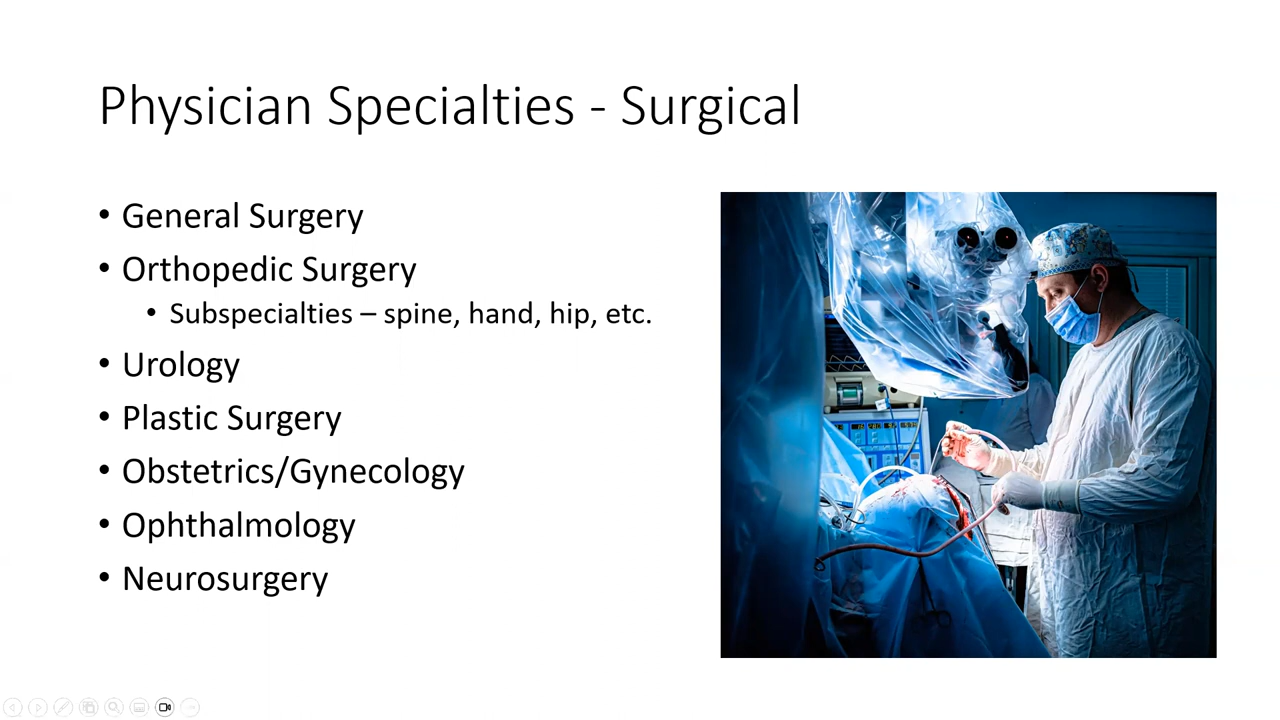 Physician Specialties - Surgical
• General Surgery
• Orthopedic Surgery
• Subspecialties – spine, hand, hip, etc.
• Urology
• Plastic Surgery
• Obstetrics/Gynecology
• Ophthalmology
• Neurosurgery